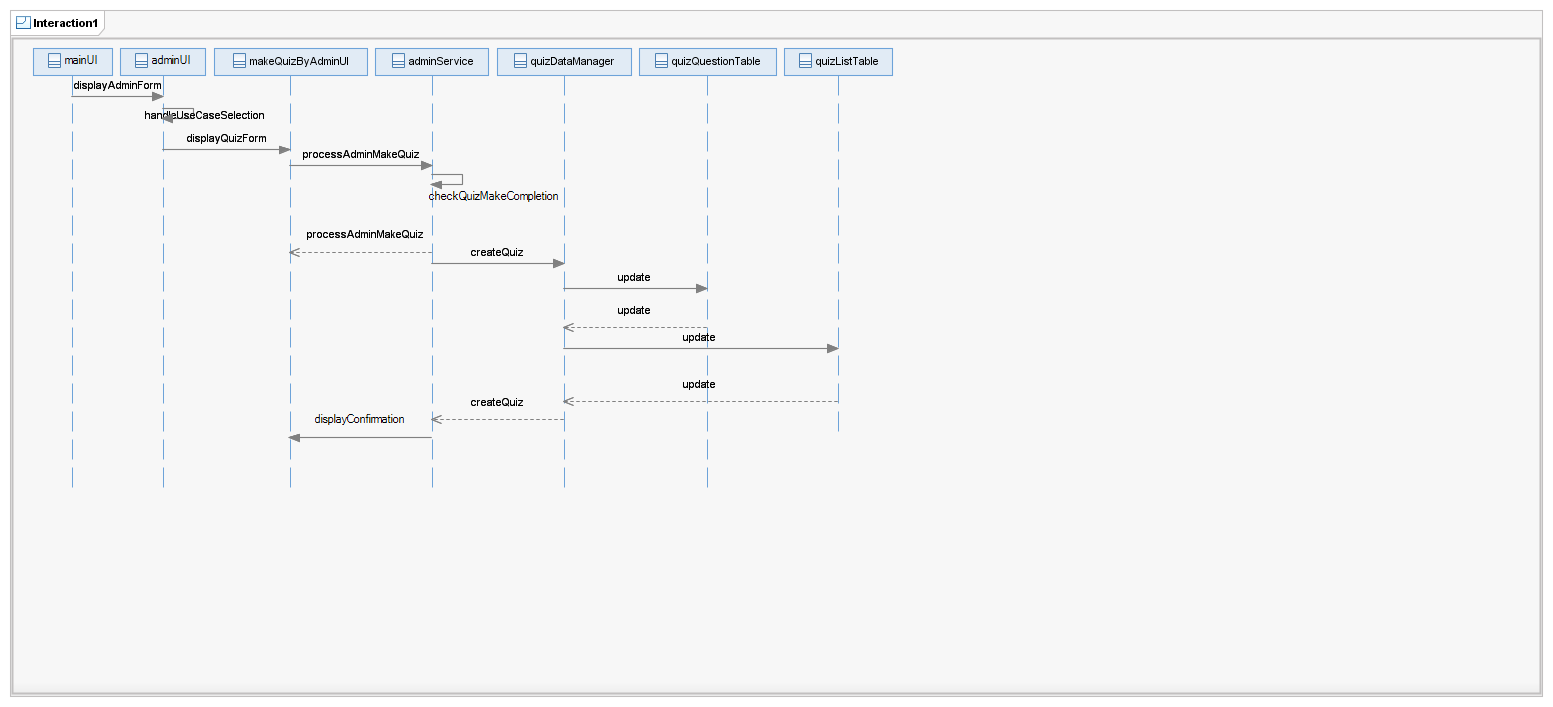 Interaction1
mainUI
adminUI
makeQuizByAdminUI
adminService
quizDataManager
quizQuestionTable
quizListTable
displayAdminForm
handleUseCaseSelection
displayQuizForm
processAdminMakeQuiz
checkQuizMakeCompletion
processAdminMakeQuiz
createQuiz
update
update
update
update
createQuiz
displayConfirmation